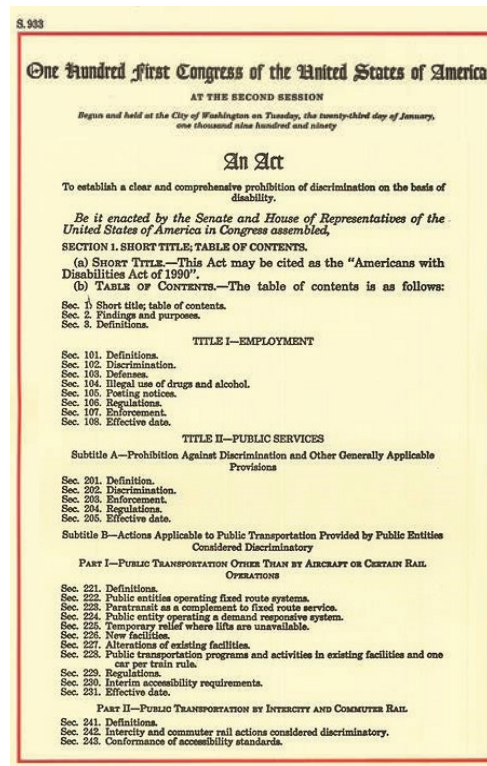 S. 933
One Hundred First Congress of the United States of America
AT THE SECOND SESSION
Begun and held at the City of Washington on Tuesday, the twenty-third day of January,
one thousand nine hundred and ninety
An Act
To establish a clear and comprehensive prohibition of discrimination on the basis of
disability.
Be it enacted by the Senate and House of Representatives of the
United States of America in Congress assembled,
SECTION 1. SHORT TITLE; TABLE OF CONTENTS.
(a) SHORT TITLE.—This Act may be cited as the “Americans with
Disabilities Act of 1990”.
(b) TABLE OF CONTENTS.—The table of contents is as follows:
Sec. 1. Short title; table of contents.
Sec. 2. Findings and purposes.
Sec. 3. Definitions.
TITLE I—EMPLOYMENT
Sec. 101. Definitions.
Sec. 102. Discrimination.
Sec. 103. Defenses.
Sec. 104. Illegal use of drugs and alcohol.
Sec. 105. Posting notices.
Sec. 106. Regulations.
Sec. 107. Enforcement.
Sec. 108. Effective date.
TITLE II—PUBLIC SERVICES
Subtitle A—Prohibition Against Discrimination and Other Generally Applicable
Provisions
Sec. 201. Definition.
Sec. 202. Discrimination.
Sec. 203. Enforcement.
Sec. 204. Regulations.
Sec. 205. Effective date.
Subtitle B—Actions Applicable to Public Transportation Provided by Public Entities
Considered Discriminatory
PART I—PUBLIC TRANSPORTATION OTHER THAN BY AIRCRAFT OR CERTAIN RAIL
OPERATIONS
Sec. 221. Definitions.
Sec. 222. Public entities operating fixed route systems.
Sec. 223. Paratransit as a complement to fixed route service.
Sec. 224. Public entity operating a demand responsive system.
Sec. 225. Temporary relief where lifts are unavailable.
Sec. 226. New facilities.
Sec. 227. Alterations of existing facilities.
Sec. 228. Public transportation programs and activities in existing facilities and one
car per train rule.
Sec. 229. Regulations.
Sec. 230. Interim accessibility requirements.
Sec. 231. Effective date.
PART II—PUBLIC TRANSPORTATION BY INTERCITY AND COMMUTER RAIL
Sec. 241. Definitions.
Sec. 242. Intercity and commuter rail actions considered discriminatory.
Sec. 243. Conformance of accessibility standards.